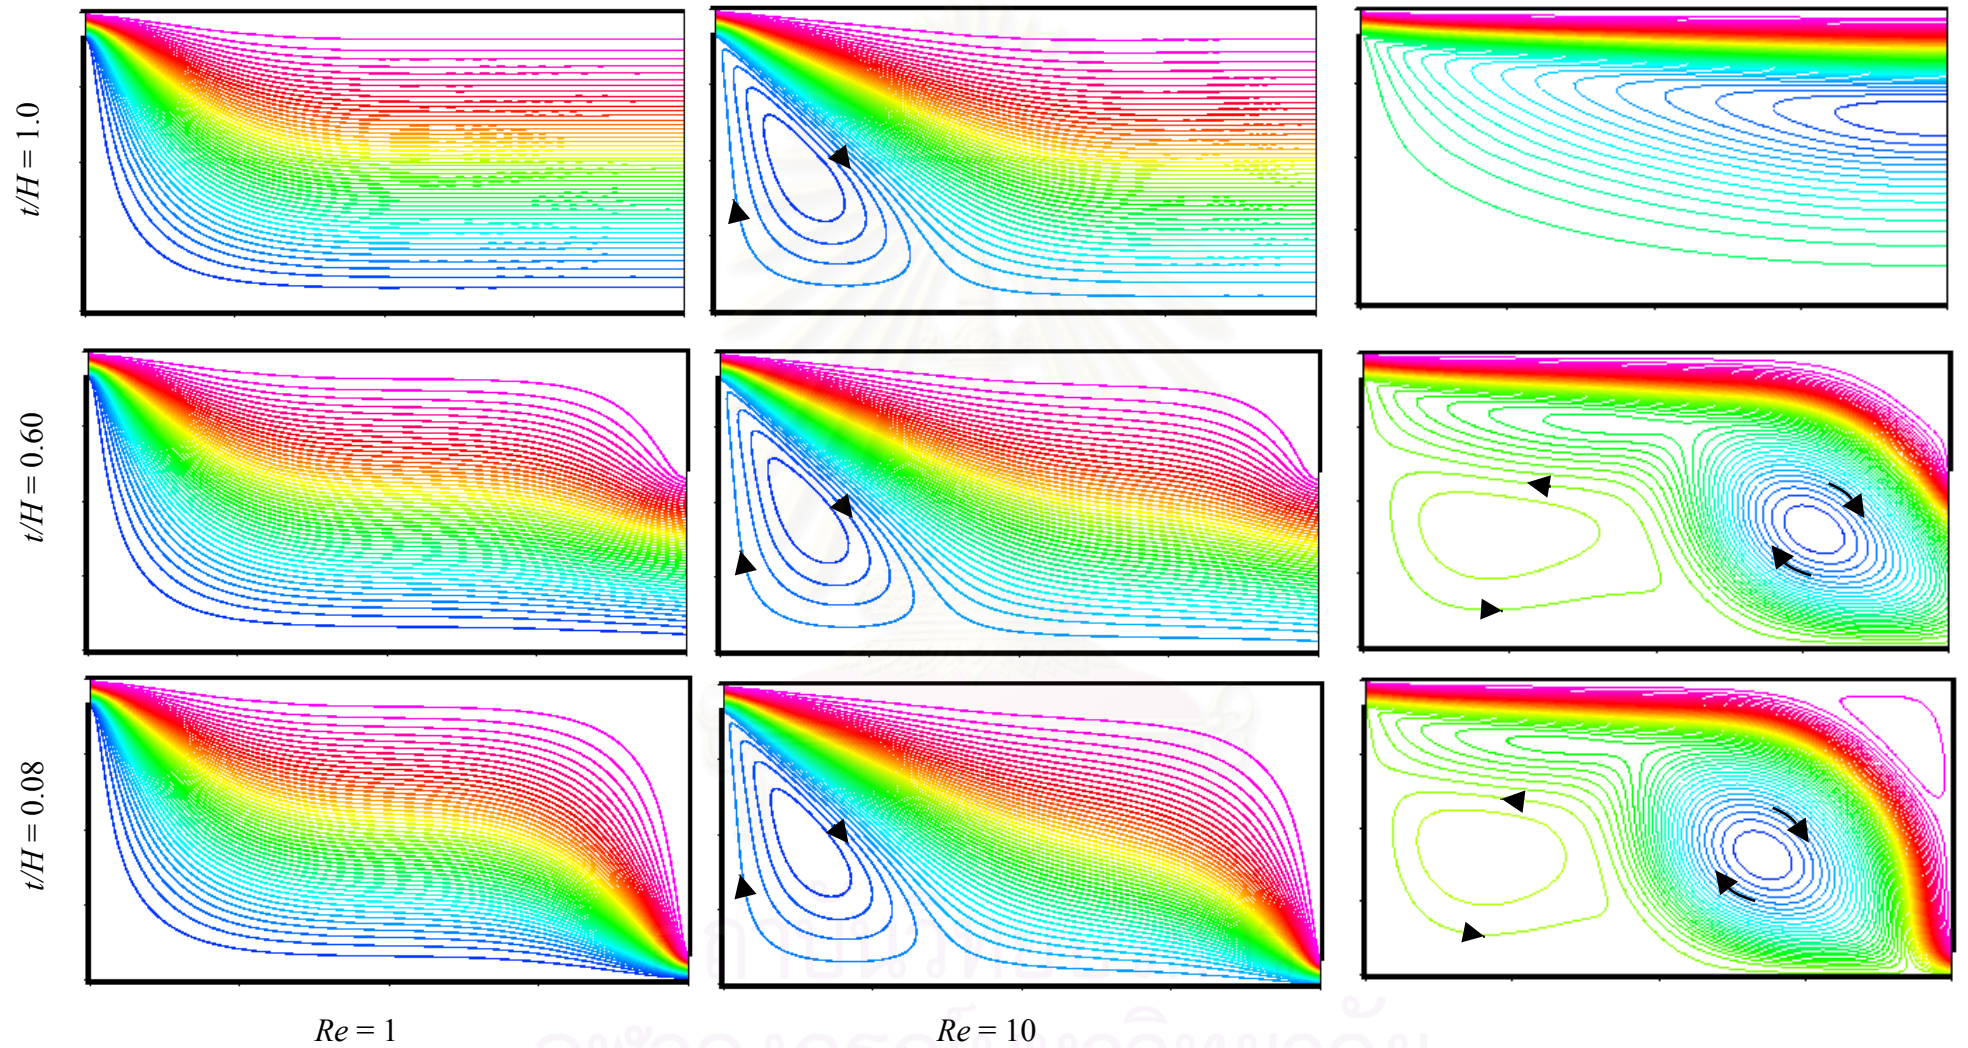 t/H = 1.0
t/H = 0.60
t/H = 0.08
Re = 1
Re = 10